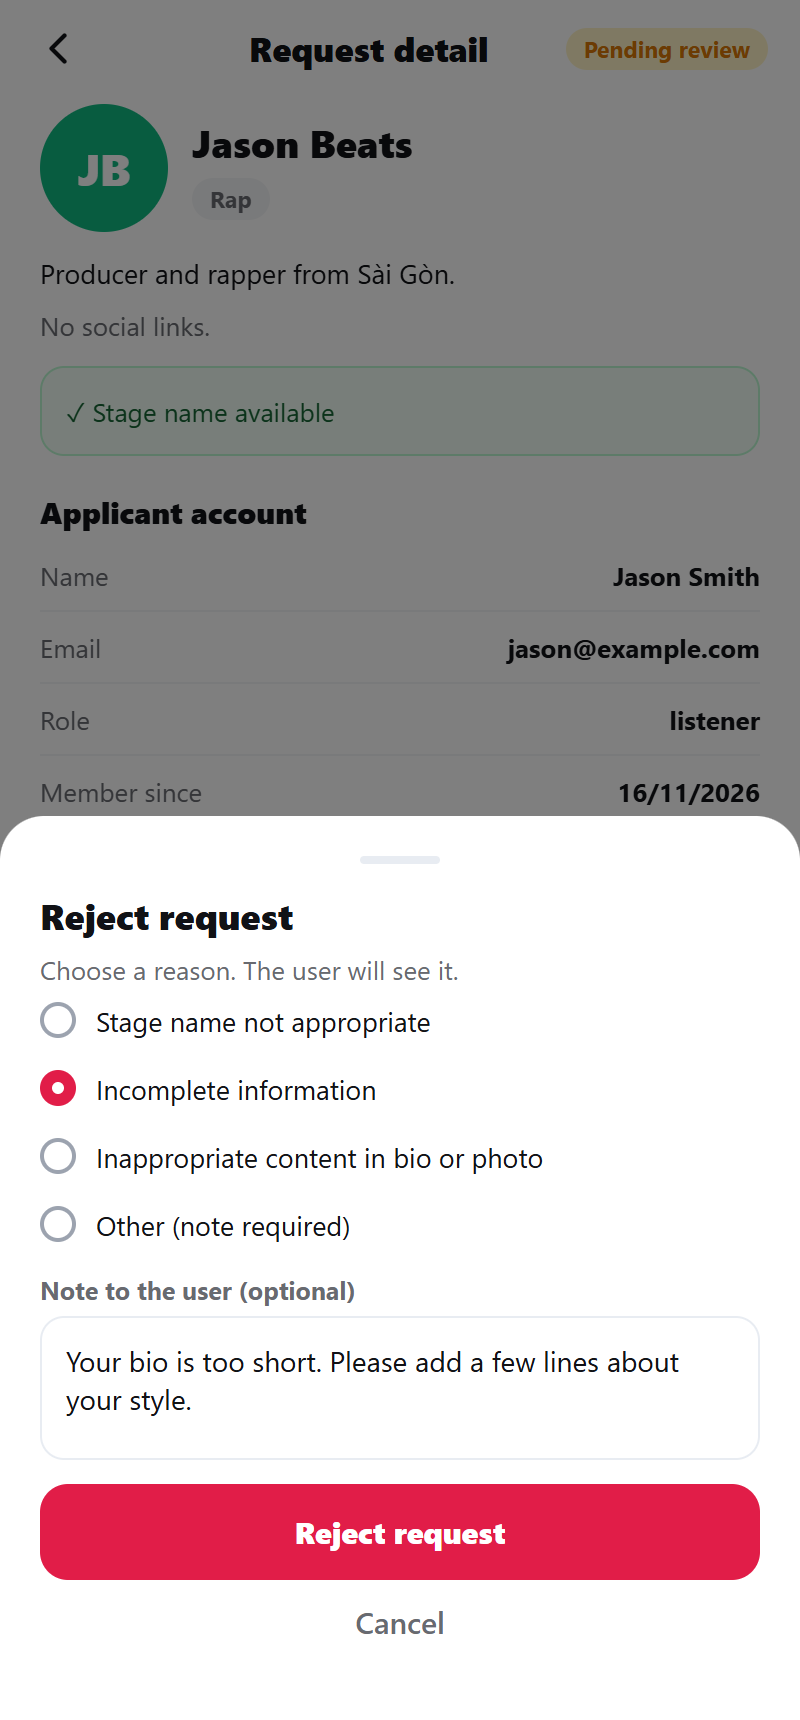 Request detail
Pending review
JB
Jason Beats
Rap
Producer and rapper from Sài Gòn.
No social links.
✓ Stage name available
Applicant account
Name
Jason Smith
Email
jason@example.com
Role
listener
Member since
16/11/2026
Reject request
Choose a reason. The user will see it.
Stage name not appropriate
Incomplete information
Inappropriate content in bio or photo
Other (note required)
Note to the user (optional)
Your bio is too short. Please add a few lines about
your style.
Reject request
Cancel